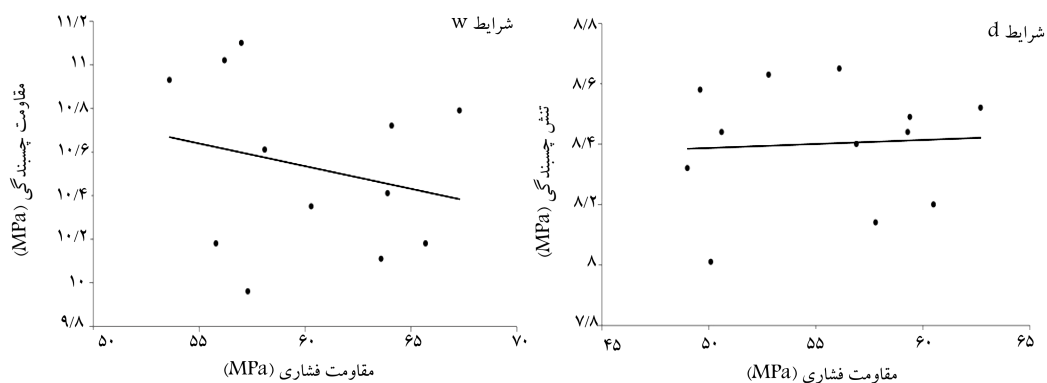 شرایط w
۱۱/۲
۱۱
۱۰/۸
۱۰/۶
۱۰/۴
۱۰/۲
۱۰
۹/۸
۵۰ ۵۵ ۶۰ ۶۵ ۷۰
مقاومت چسبندگی (MPa)
مقاومت فشاری (MPa)
شرایط d
۸/۸
۸/۶
۸/۴
۸/۲
۸
۷/۸
۴۵ ۵۰ ۵۵ ۶۰ ۶۵
تنش چسبندگی (MPa)
مقاومت فشاری (MPa)